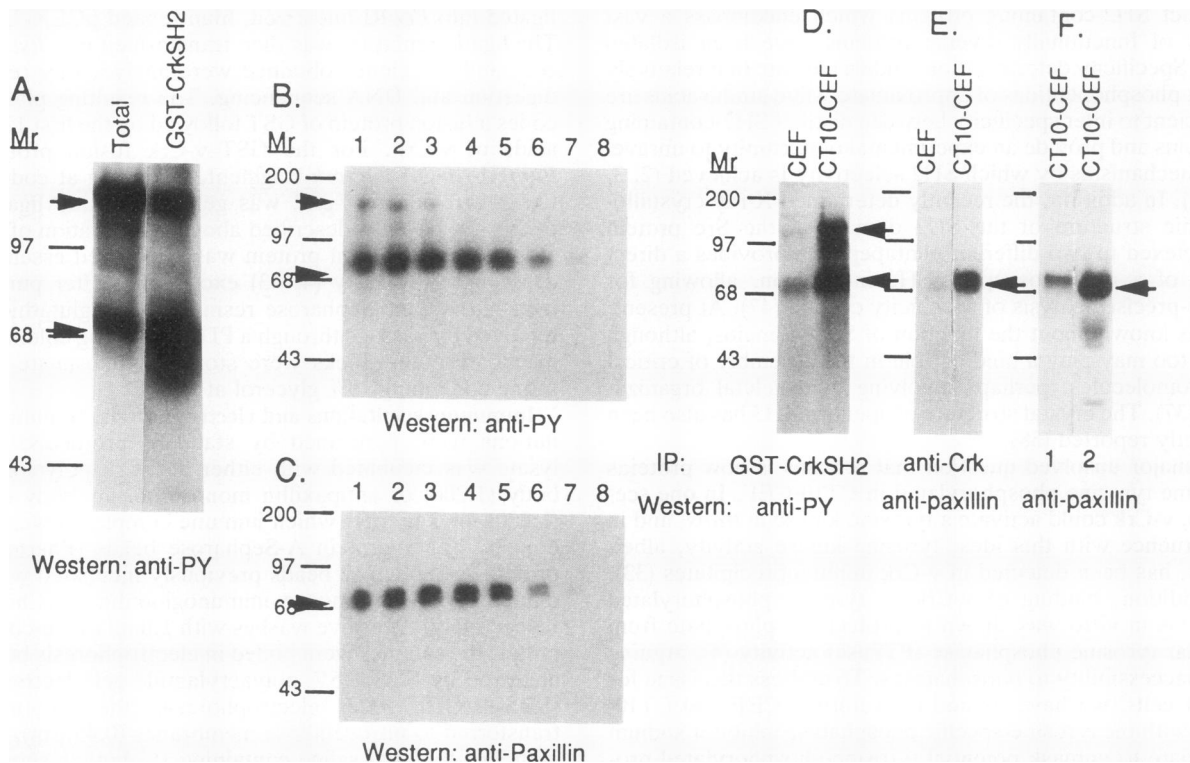 A.
Mr
Total
GST-CrkSH2
97
68
43
Western: anti-PY
B.
Mr
1 2 3 4 5 6 7 8
200
97
68
43
Western: anti-PY
C.
1 2 3 4 5 6 7 8
200
97
68
43
Western: anti-Paxillin
D.
Mr
CEF
CT10-CEF
200
97
68
43
E.
CEF
CT10-CEF
F.
CT10-CEF
CT10-CEF
1 2
IP: GST-CrkSH2 anti-Crk
Western: anti-PY anti-paxillin anti-paxillin